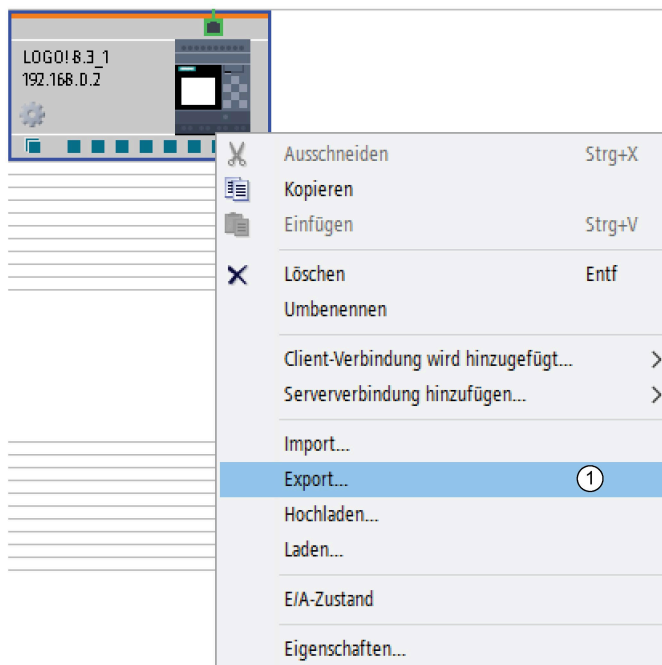 LOGO! 8.3_1
192.168.0.2
Ausschneiden Strg+X
Kopieren
Einfügen Strg+V
Löschen Entf
Umbenennen
Client-Verbindung wird hinzugefügt...
Serververbindung hinzufügen...
Import...
Export... 1
Hochladen...
Laden...
E/A-Zustand
Eigenschaften...